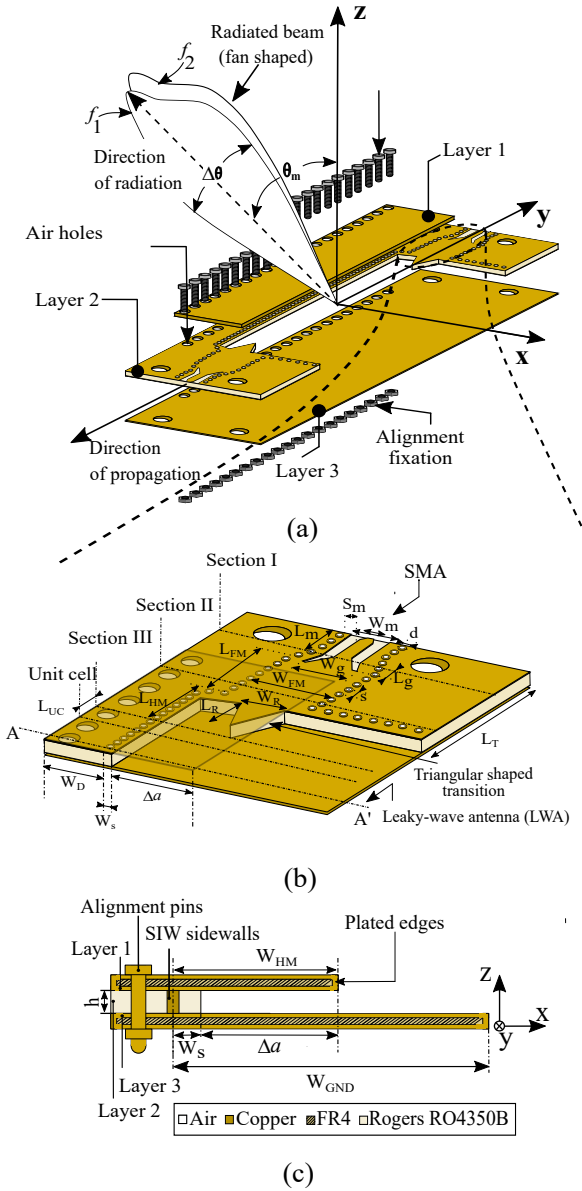 z
Radiated beam
(fan shaped)
f2
f1
Direction
of radiation
Δθ
θm
Layer 1
y
Air holes
Layer 2
x
Direction
of propagation
Layer 3
Alignment
fixation
(a)
Section I
SMA
Section II
Sm
Wm
d
Lm
Section III
LFM
Wg
Lg
Unit cell
WFM
s
LHM
WR
LR
LUC
A
LT
WD
Δa
Triangular shaped
transition
Ws
A'
Leaky-wave antenna (LWA)
(b)
Alignment pins
SIW sidewalls
Plated edges
Layer 1
WHM
h
z
x
y
Ws
Δa
Layer 3
WGND
Layer 2
Air Copper FR4 Rogers RO4350B
(c)